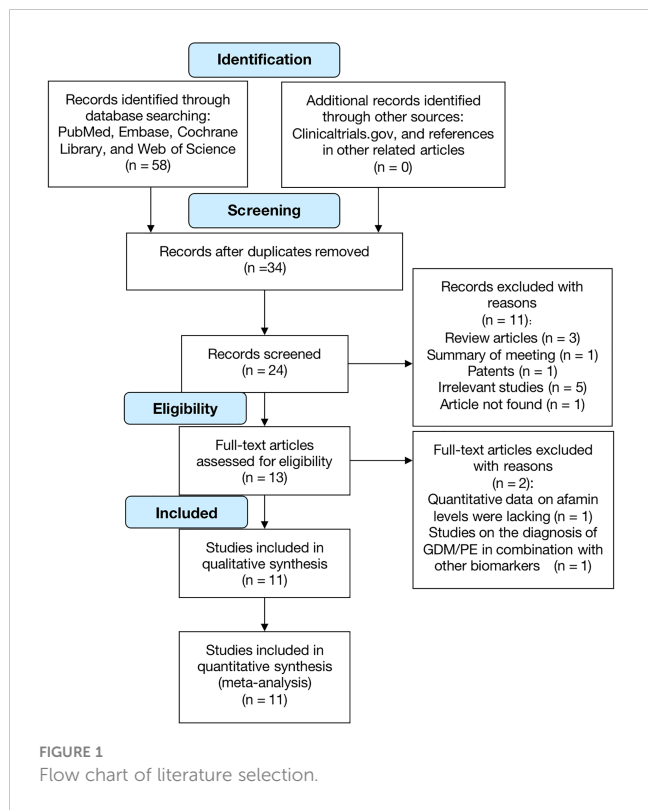 Identification
Records identified through
database searching:
PubMed, Embase, Cochrane
Library, and Web of Science
(n = 58)
Additional records identified
through other sources:
Clinicaltrials.gov, and references
in other related articles
(n = 0)
Screening
Records after duplicates removed
(n =34)
Records excluded with
reasons
(n = 11):
Review articles (n = 3)
Summary of meeting (n = 1)
Patents (n = 1)
Irrelevant studies (n = 5)
Article not found (n = 1)
Records screened
(n = 24)
Eligibility
Full-text articles
assessed for eligibility
(n = 13)
Full-text articles excluded
with reasons
(n = 2):
Quantitative data on afamin
levels were lacking (n = 1)
Studies on the diagnosis of
GDM/PE in combination with
other biomarkers (n = 1)
Included
Studies included in
qualitative synthesis
(n = 11)
Studies included in
quantitative synthesis
(meta-analysis)
(n = 11)
FIGURE 1
Flow chart of literature selection.